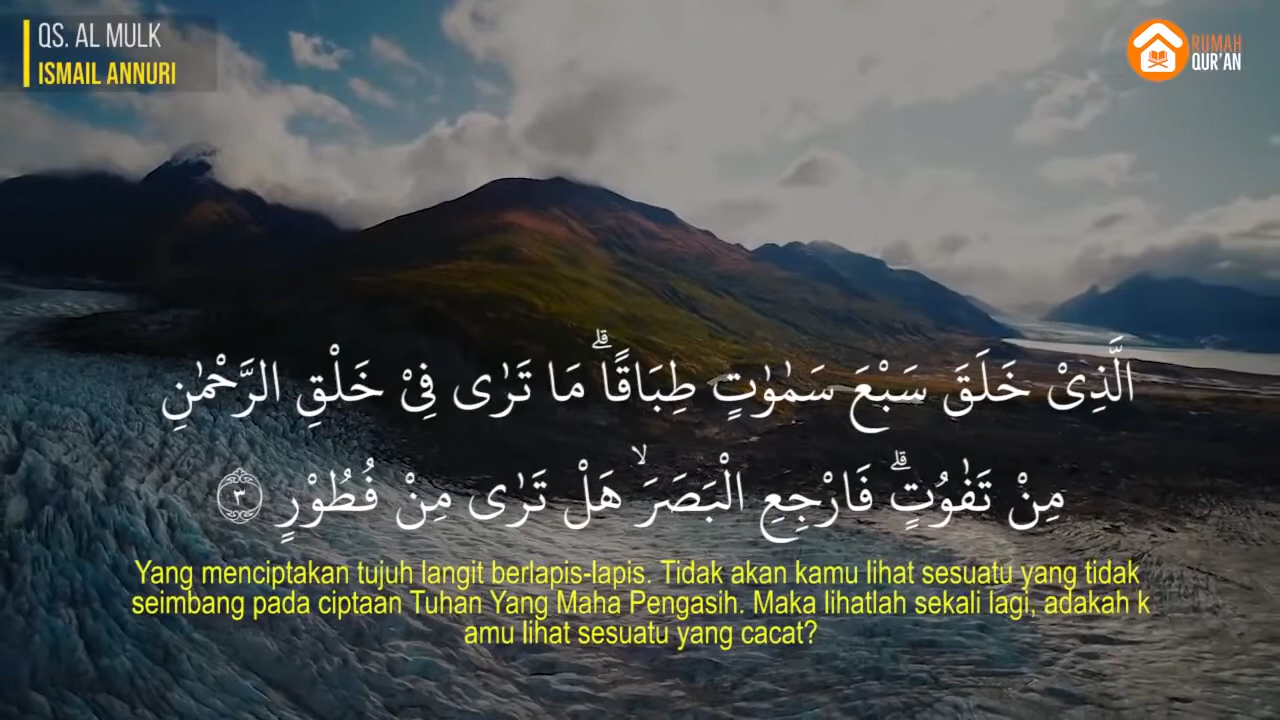 QS. AL MULK
ISMAIL ANNURI
RUMAH
QUR'AN
الَّذِيْ خَلَقَ سَبْعَ سَمٰوٰتٍ طِبَاقًاۗ مَا تَرٰى فِيْ خَلْقِ الرَّحْمٰنِ
مِنْ تَفٰوُتٍۗ فَارْجِعِ الْبَصَرَۙ هَلْ تَرٰى مِنْ فُطُوْرٍ ۝٣
Yang menciptakan tujuh langit berlapis-lapis. Tidak akan kamu lihat sesuatu yang tidak
seimbang pada ciptaan Tuhan Yang Maha Pengasih. Maka lihatlah sekali lagi, adakah k
amu lihat sesuatu yang cacat?